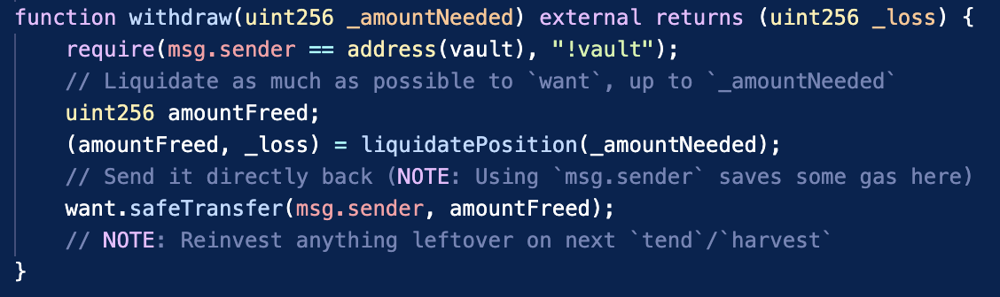 function withdraw(uint256 _amountNeeded) external returns (uint256 _loss) {
    require(msg.sender == address(vault), "!vault");
    // Liquidate as much as possible to `want`, up to `_amountNeeded`
    uint256 amountFreed;
    (amountFreed, _loss) = liquidatePosition(_amountNeeded);
    // Send it directly back (NOTE: Using `msg.sender` saves some gas here)
    want.safeTransfer(msg.sender, amountFreed);
    // NOTE: Reinvest anything leftover on next `tend`/`harvest`
}